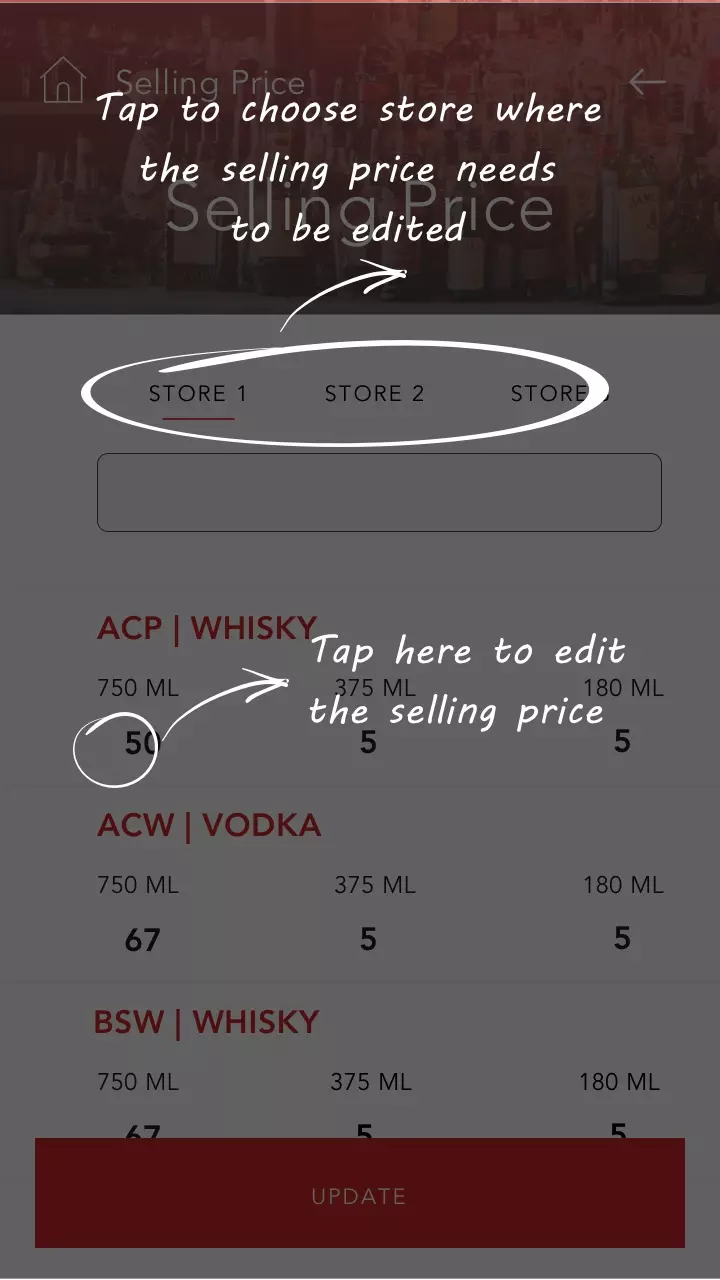 Selling Price
Tap to choose store where
the selling price needs
Selling Price
to be edited
STORE 1 STORE 2 STORE
ACP | WHISKY
Tap here to edit
750 ML 375 ML 180 ML
the selling price
50 5 5
ACW | VODKA
750 ML 375 ML 180 ML
67 5 5
BSW | WHISKY
750 ML 375 ML 180 ML
67 5 5
UPDATE